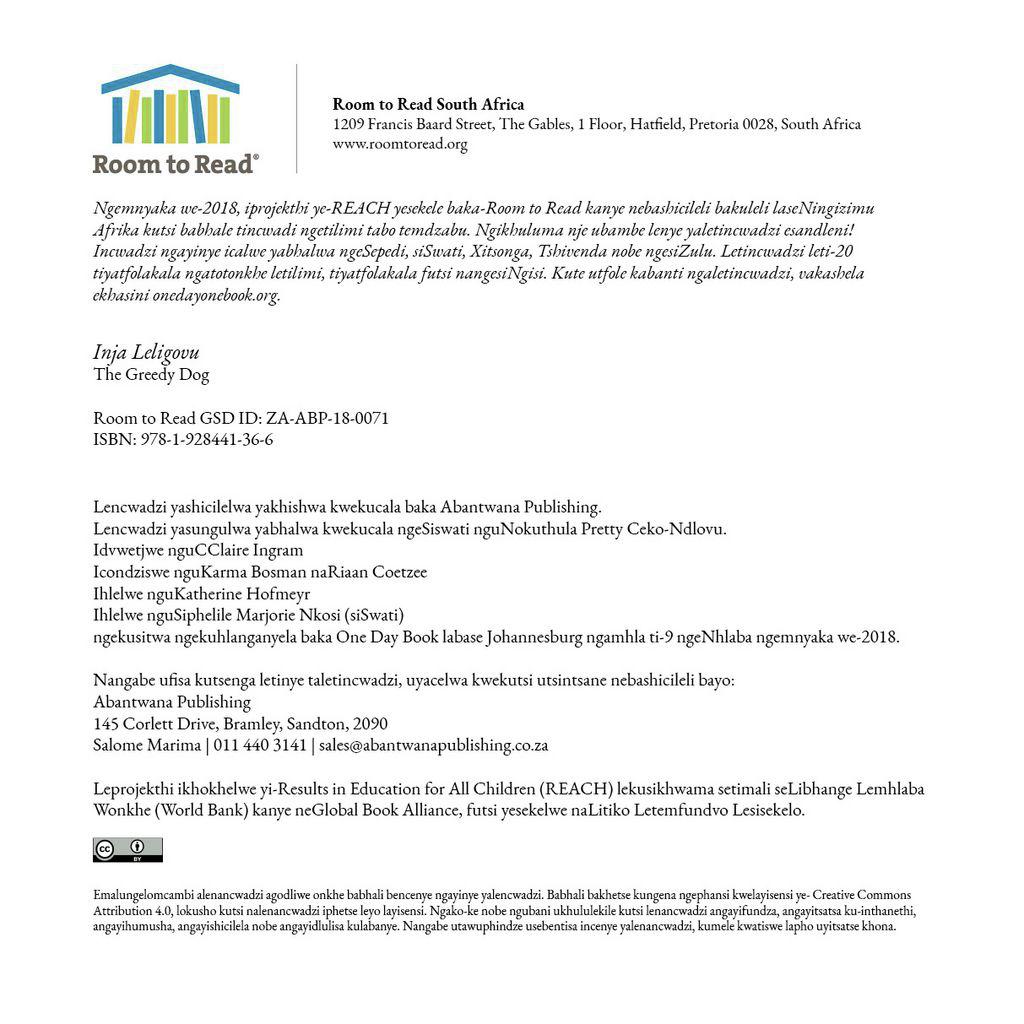 Room to Read®
Room to Read South Africa
1209 Francis Baard Street, The Gables, 1 Floor, Hatfield, Pretoria 0028, South Africa
www.roomtoread.org
Ngemnyaka we-2018, iprojekthi ye-REACH yesekele baka-Room to Read kanye nebashicileli bakuleli laseNingizimu
Afrika kutsi babhale tincwadi ngetilimi tabo temdzabu. Ngikhuluma nje ubambe lenye yaletincwadzi esandleni!
Incwadzi ngayinye icalwe yabhalwa ngeSepedi, siSwati, Xitsonga, Tshivenda nobe ngesiZulu. Letincwadzi leti-20
tiyatfolakala ngatotonkhe letilimi, tiyatfolakala futsi nangesiNgisi. Kute utfole kabanti ngaletincwadzi, vakashela
ekhasini onedayonebook.org.
Inja Leligovu
The Greedy Dog
Room to Read GSD ID: ZA-ABP-18-0071
ISBN: 978-1-928441-36-6
Lencwadzi yashicilelwa yakhishwa kwekucala baka Abantwana Publishing.
Lencwadzi yasungulwa yabhalwa kwekucala ngeSiswati nguNokuthula Pretty Ceko-Ndlovu.
Idvwetjwe nguCClaire Ingram
Icondziswe nguKarma Bosman naRiaan Coetzee
Ihlelwe nguKatherine Hofmeyr
Ihlelwe nguSiphelile Marjorie Nkosi (siSwati)
ngekusitwa ngekuhlanganyela baka One Day Book labase Johannesburg ngamhla ti-9 ngeNhlaba ngemnyaka we-2018.
Nangabe ufisa kutsenga letinye taletincwadzi, uyacelwa kwekutsi utsintsane nebashicileli bayo:
Abantwana Publishing
145 Corlett Drive, Bramley, Sandton, 2090
Salome Marima | 011 440 3141 | sales@abantwanapublishing.co.za
Leprojekthi ikhokhelwe yi-Results in Education for All Children (REACH) lekusikhwama setimali seLibhange Lemhlaba
Wonkhe (World Bank) kanye neGlobal Book Alliance, futsi yesekelwe naLitiko Letemfundvo Lesisekelo.
cc BY
Emalungelomcambi alenancwadzi agodliwe onkhe babhali bencenye ngayinye yalencwadzi. Babhali bakhetse kungena ngephansi kwelayisensi ye- Creative Commons
Attribution 4.0, lokusho kutsi nalenancwadzi iphetse leyo layisensi. Ngako-ke nobe ngubani ukhululekile kutsi lenancwadzi angayifundza, angayitsatsa ku-inthanethi,
angayihumusha, angayishicilela nobe angayidlulisa kulabanye. Nangabe utawuphindze usebentisa incenye yalenancwadzi, kumele kwatiswe lapho uyitsatse khona.